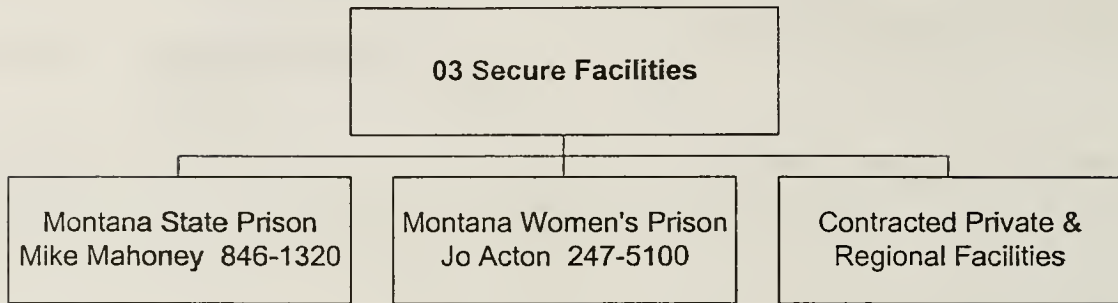 03 Secure Facilities
Montana State Prison
Mike Mahoney 846-1320
Montana Women's Prison
Jo Acton 247-5100
Contracted Private &
Regional Facilities